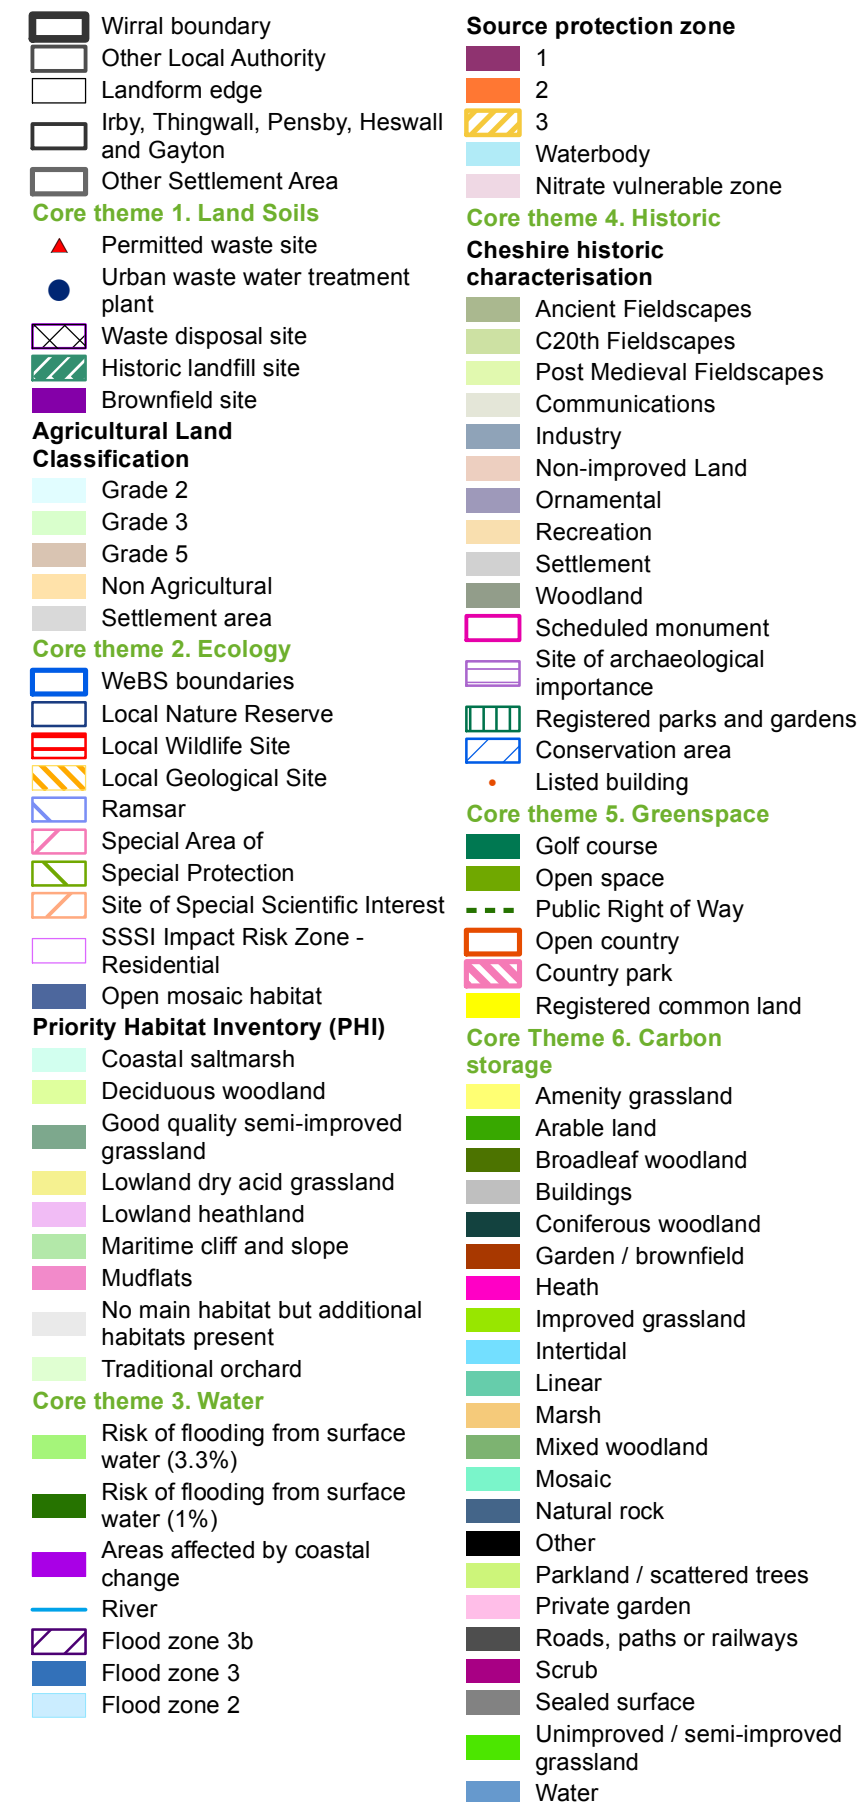 Wirral boundary
Other Local Authority
Landform edge
Irby, Thingwall, Pensby, Heswall
and Gayton
Other Settlement Area
Core theme 1. Land Soils
Permitted waste site
Urban waste water treatment
plant
Waste disposal site
Historic landfill site
Brownfield site
Agricultural Land
Classification
Grade 2
Grade 3
Grade 5
Non Agricultural
Settlement area
Core theme 2. Ecology
WeBS boundaries
Local Nature Reserve
Local Wildlife Site
Local Geological Site
Ramsar
Special Area of
Special Protection
Site of Special Scientific Interest
SSSI Impact Risk Zone -
Residential
Open mosaic habitat
Priority Habitat Inventory (PHI)
Coastal saltmarsh
Deciduous woodland
Good quality semi-improved
grassland
Lowland dry acid grassland
Lowland heathland
Maritime cliff and slope
Mudflats
No main habitat but additional
habitats present
Traditional orchard
Core theme 3. Water
Risk of flooding from surface
water (3.3%)
Risk of flooding from surface
water (1%)
Areas affected by coastal
change
River
Flood zone 3b
Flood zone 3
Flood zone 2
Source protection zone
1
2
3
Waterbody
Nitrate vulnerable zone
Core theme 4. Historic
Cheshire historic
characterisation
Ancient Fieldscapes
C20th Fieldscapes
Post Medieval Fieldscapes
Communications
Industry
Non-improved Land
Ornamental
Recreation
Settlement
Woodland
Scheduled monument
Site of archaeological
importance
Registered parks and gardens
Conservation area
Listed building
Core theme 5. Greenspace
Golf course
Open space
Public Right of Way
Open country
Country park
Registered common land
Core Theme 6. Carbon
storage
Amenity grassland
Arable land
Broadleaf woodland
Buildings
Coniferous woodland
Garden / brownfield
Heath
Improved grassland
Intertidal
Linear
Marsh
Mixed woodland
Mosaic
Natural rock
Other
Parkland / scattered trees
Private garden
Roads, paths or railways
Scrub
Sealed surface
Unimproved / semi-improved
grassland
Water